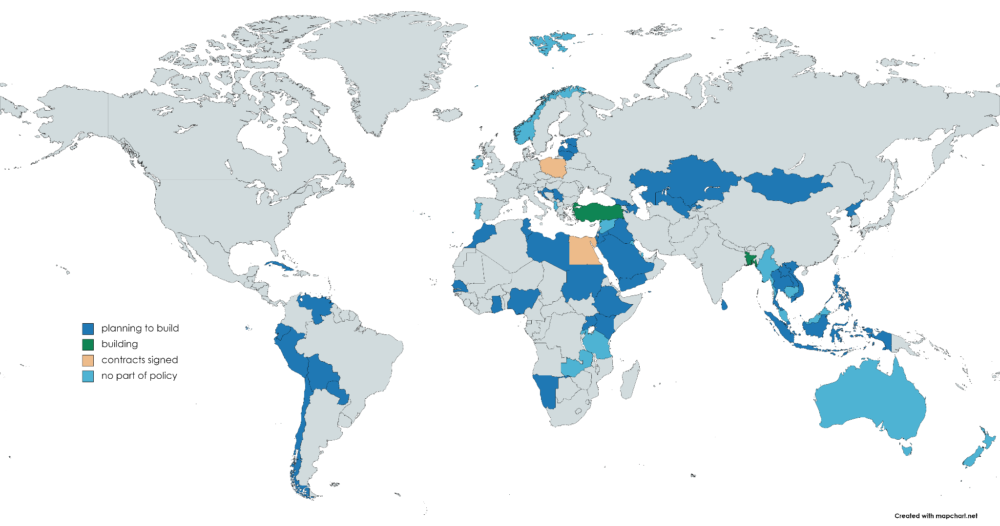 planning to build
building
contracts signed
no part of policy
Created with mapchart.net